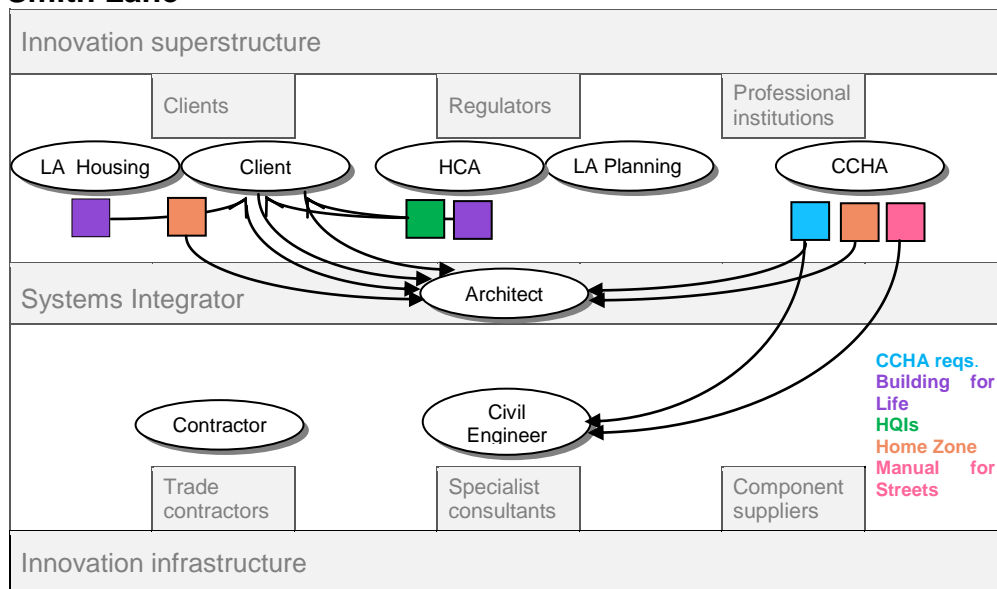 Smith Lane
Innovation superstructure
Clients
Regulators
Professional
institutions
LA Housing
Client
HCA
LA Planning
CCHA
Systems Integrator
Architect
CCHA reqs.
Building for
Life
HQIs
Home Zone
Manual for
Streets
Contractor
Civil
Engineer
Trade
contractors
Specialist
consultants
Component
suppliers
Innovation infrastructure